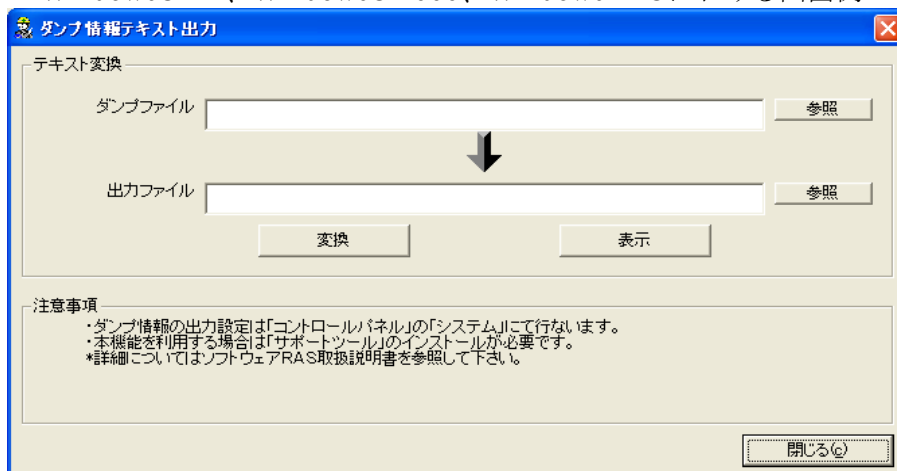 ダンプ情報テキスト出力
テキスト変換
ダンプファイル
参照
出力ファイル
参照
変換
表示
注意事項
・ダンプ情報の出力設定は「コントロールパネル」の「システム」にて行ないます。
・本機能を利用する場合は「サポートツール」のインストールが必要です。
*詳細についてはソフトウェアRAS取扱説明書を参照して下さい。
閉じる(c)